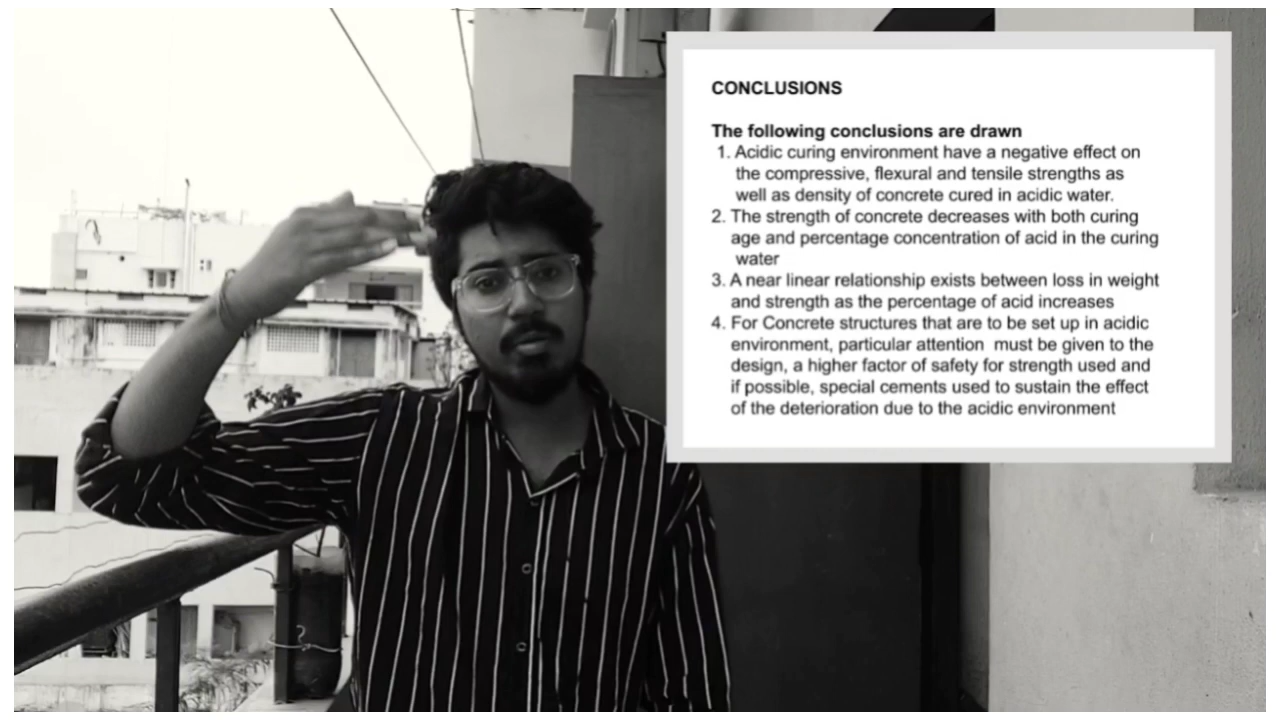 CONCLUSIONS
The following conclusions are drawn
1. Acidic curing environment have a negative effect on
the compressive, flexural and tensile strengths as
well as density of concrete cured in acidic water.
2. The strength of concrete decreases with both curing
age and percentage concentration of acid in the curing
water
3. A near linear relationship exists between loss in weight
and strength as the percentage of acid increases
4. For Concrete structures that are to be set up in acidic
environment, particular attention must be given to the
design, a higher factor of safety for strength used and
if possible, special cements used to sustain the effect
of the deterioration due to the acidic environment